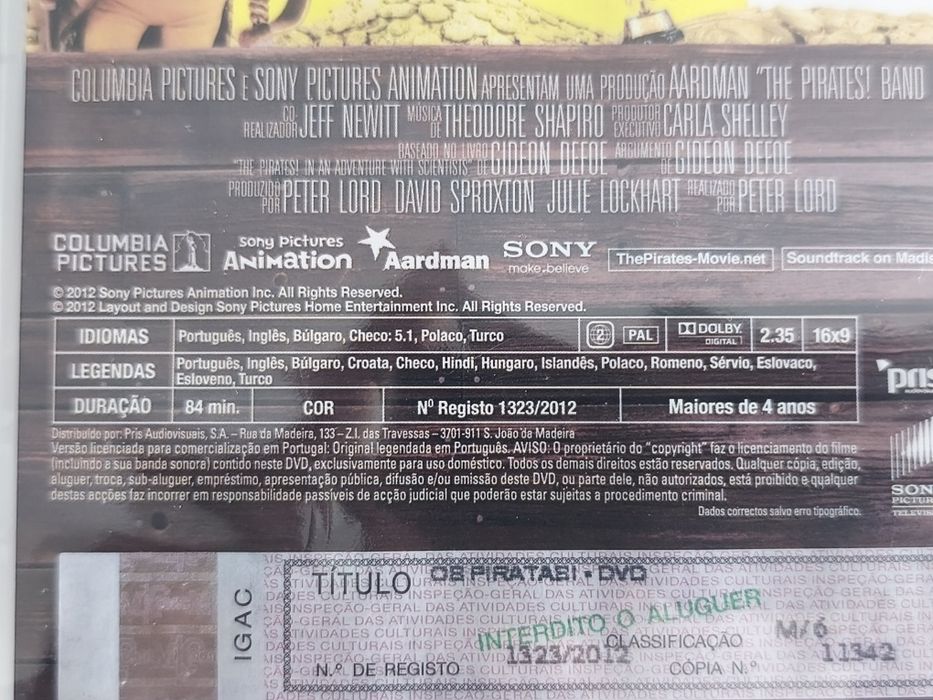 COLUMBIA PICTURES E SONY PICTURES ANIMATION APRESENTAM UMA PRODUÇÃO AARDMAN "THE PIRATES! BAND
CO-REALIZADOR JEFF NEWITT MÚSICA DE THEODORE SHAPIRO PRODUTOR EXECUTIVO CARLA SHELLEY
BASEADO NO LIVRO "THE PIRATES! IN AN ADVENTURE WITH SCIENTISTS" DE GIDEON DEFOE ARGUMENTO DE GIDEON DEFOE
PRODUZIDO POR PETER LORD DAVID SPROXTON JULIE LOCKHART REALIZADO POR PETER LORD
COLUMBIA PICTURES
sony pictures ANiMATiON
Aardman
SONY
make.believe
ThePirates-Movie.net
Soundtrack on Madis
© 2012 Sony Pictures Animation Inc. All Rights Reserved.
© 2012 Layout and Design Sony Pictures Home Entertainment Inc. All Rights Reserved.
IDIOMAS Português, Inglês, Búlgaro, Checo: 5.1, Polaco, Turco 2 PAL DOLBY DIGITAL 2.35 16x9
LEGENDAS Português, Inglês, Búlgaro, Croata, Checo, Hindi, Hungaro, Islandês, Polaco, Romeno, Sérvio, Eslovaco,
Esloveno, Turco
DURAÇÃO 84 min. COR Nº Registo 1323/2012 Maiores de 4 anos
pris
Distribuído por: Pris Audiovisuais, S.A. – Rua da Madeira, 133 – Z.I. das Travessas – 3701-911 S. João da Madeira
Versão licenciada para comercialização em Portugal: Original legendada em Português. AVISO: O proprietário do "copyright" faz o licenciamento do filme
(incluindo a sua banda sonora) contido neste DVD, exclusivamente para uso doméstico. Todos os demais direitos estão reservados. Qualquer cópia, edição,
aluguer, troca, sub-aluguer, empréstimo, apresentação pública, difusão e/ou emissão deste DVD, ou parte dele, não autorizados, está proibido e qualquer
destas acções faz incorrer em responsabilidade passíveis de acção judicial que poderão estar sujeitas a procedimento criminal.
Dados correctos salvo erro tipográfico.
SONY
PICTUR
TELEVIS
IGAC
TÍTULO OS PIRATAS! - DVD
INTERDITO O ALUGUER
CLASSIFICAÇÃO M/6
N.º DE REGISTO 1323/2012 CÓPIA N.º 11342